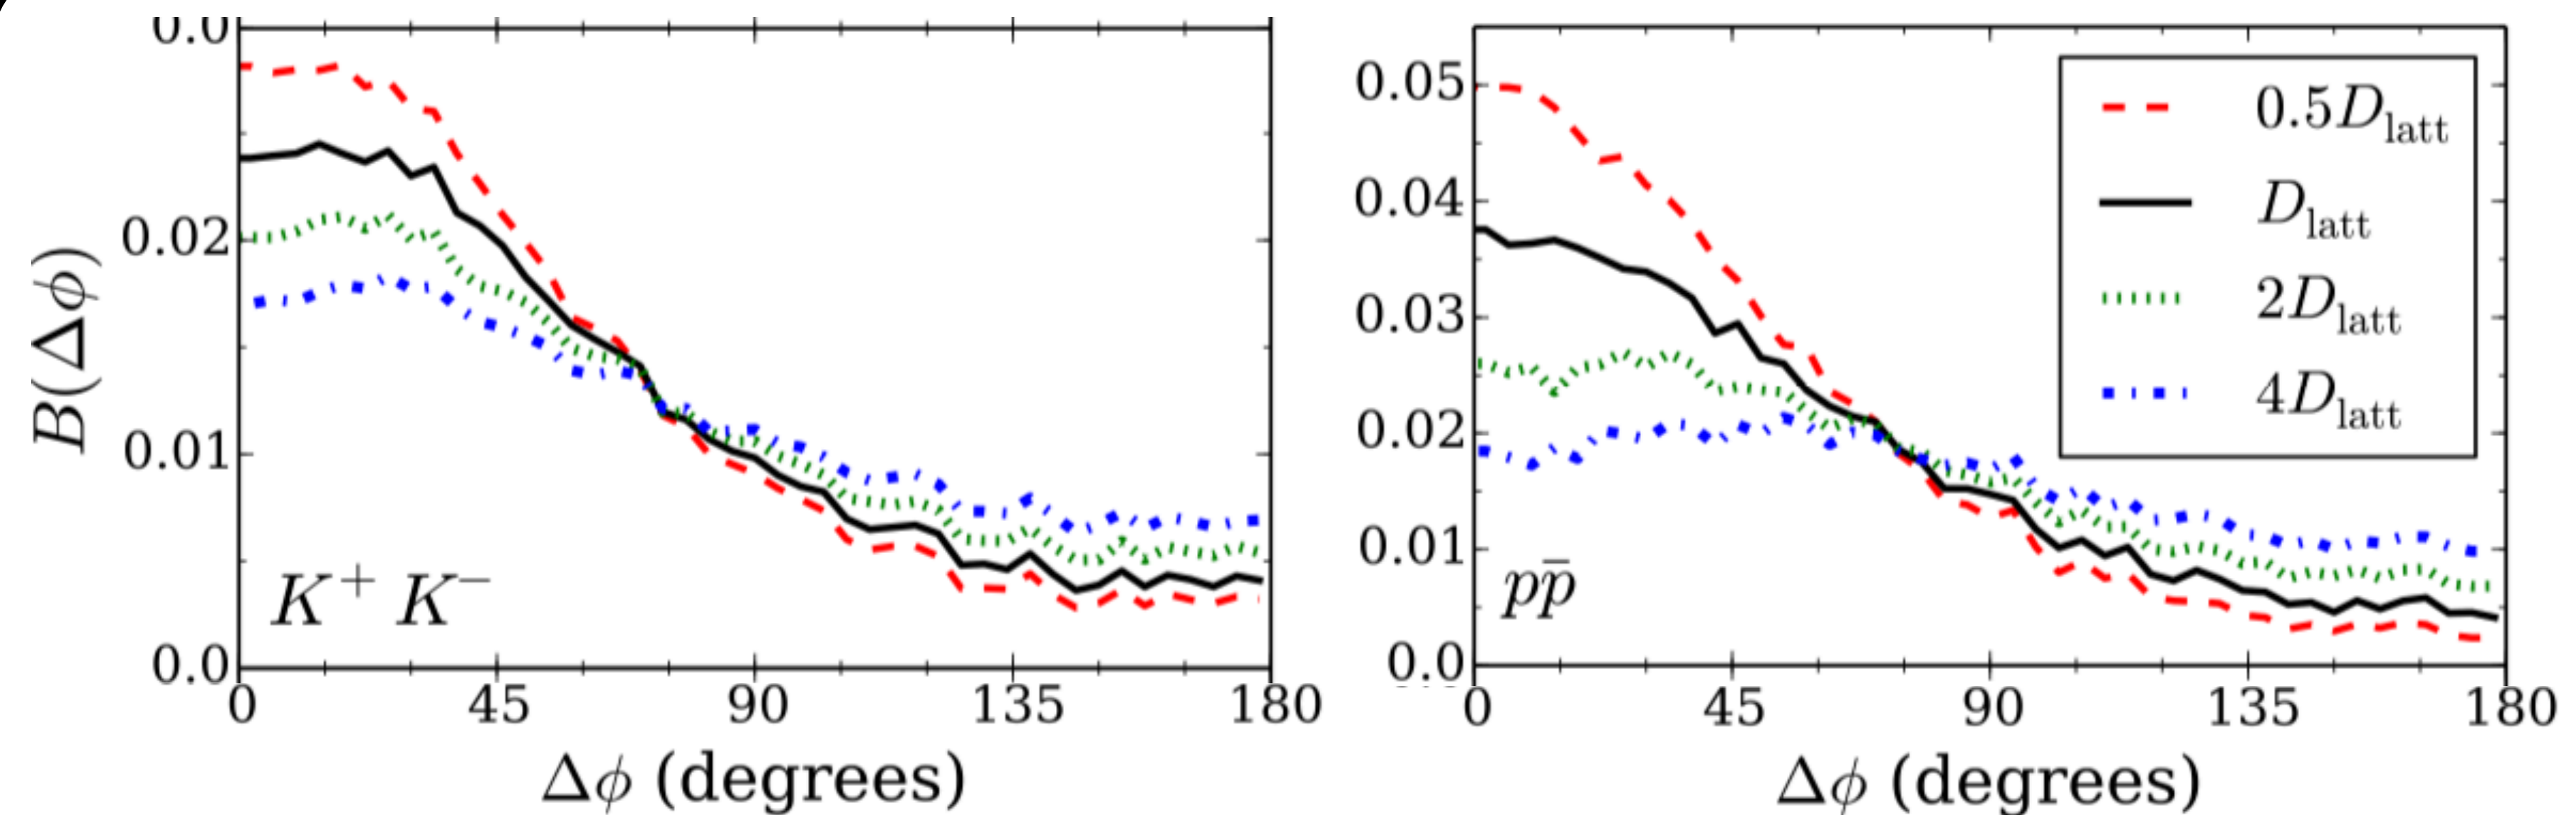 0.0
0.02
0.01
0.0
B(Δϕ)
K⁺ K⁻
0 45 90 135 180
Δϕ (degrees)
0.05
0.04
0.03
0.02
0.01
0.0
pp̄
0 45 90 135 180
Δϕ (degrees)
0.5D_latt
D_latt
2D_latt
4D_latt